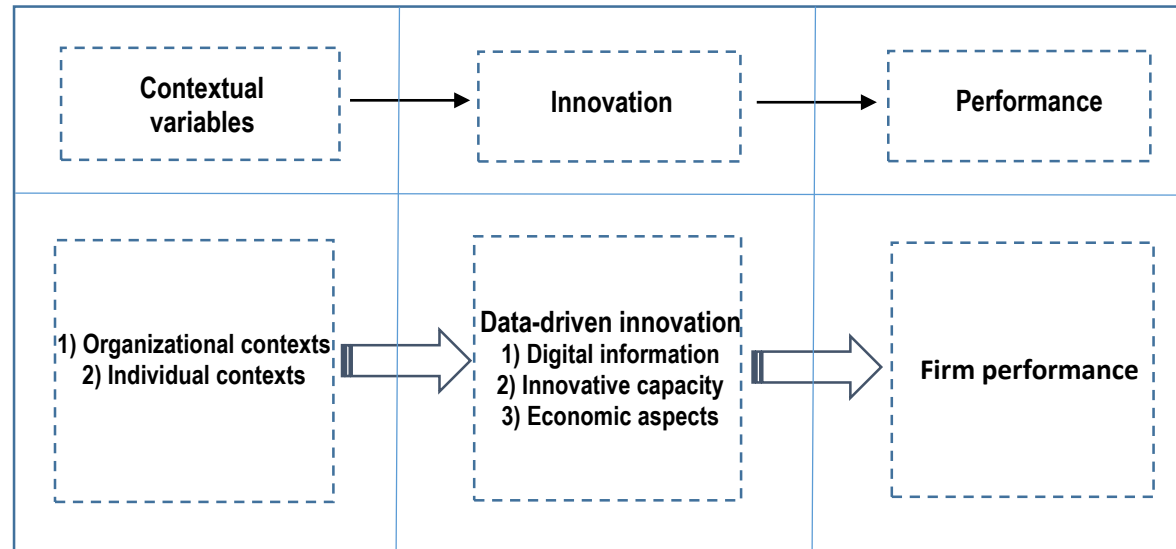 Contextual
variables
Innovation
Performance
1) Organizational contexts
2) Individual contexts
Data-driven innovation
1) Digital information
2) Innovative capacity
3) Economic aspects
Firm performance